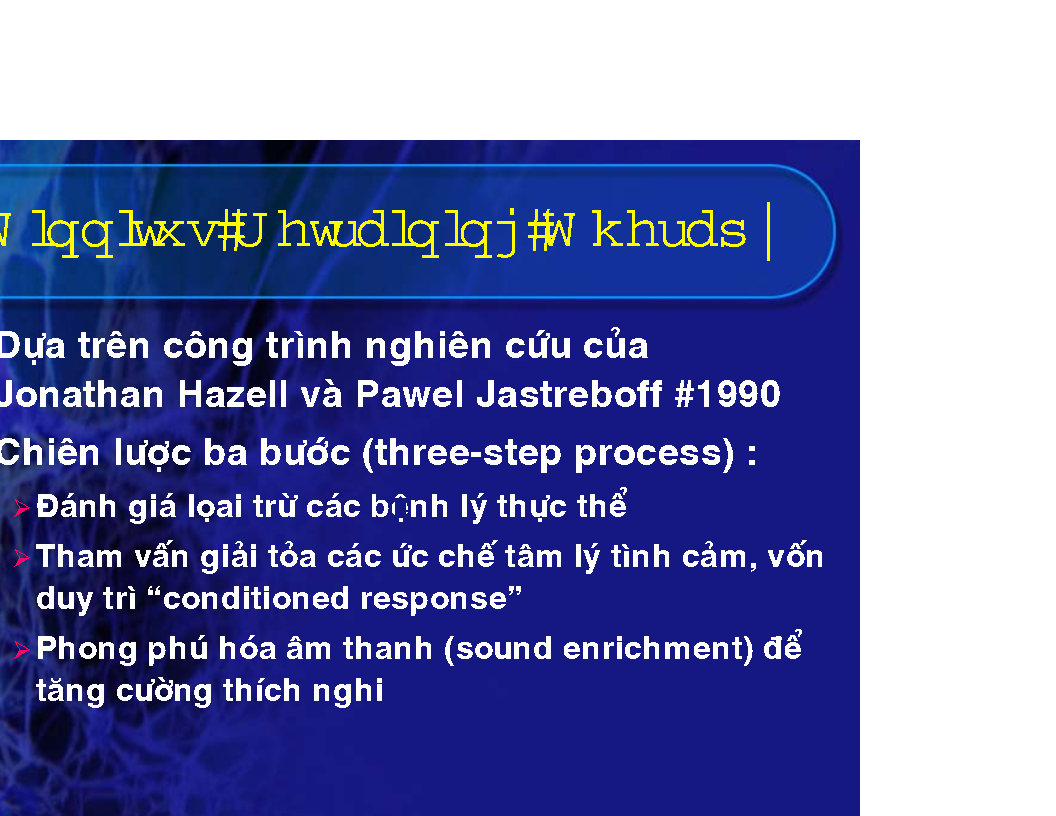 Wlqqlwxv#Uhwudlqlqj#Wkhuds|
Dựa trên công trình nghiên cứu của
Jonathan Hazell và Pawel Jastreboff #1990
Chiên lược ba bước (three-step process) :
Đánh giá lọai trừ các bệnh lý thực thể
Tham vấn giải tỏa các ức chế tâm lý tình cảm, vốn
duy trì “conditioned response”
Phong phú hóa âm thanh (sound enrichment) để
tăng cường thích nghi